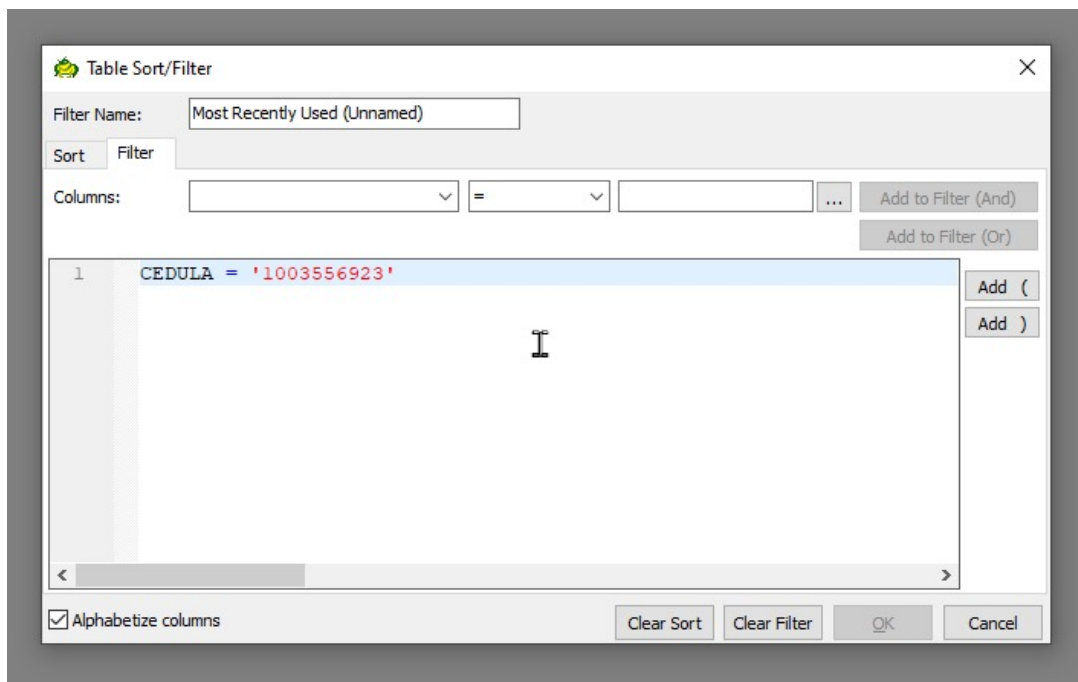 Table Sort/Filter
Filter Name: Most Recently Used (Unnamed)
Sort Filter
Columns: = ... Add to Filter (And)
Add to Filter (Or)
1 CEDULA = '1003556923'
Add (
Add )
Alphabetize columns Clear Sort Clear Filter OK Cancel